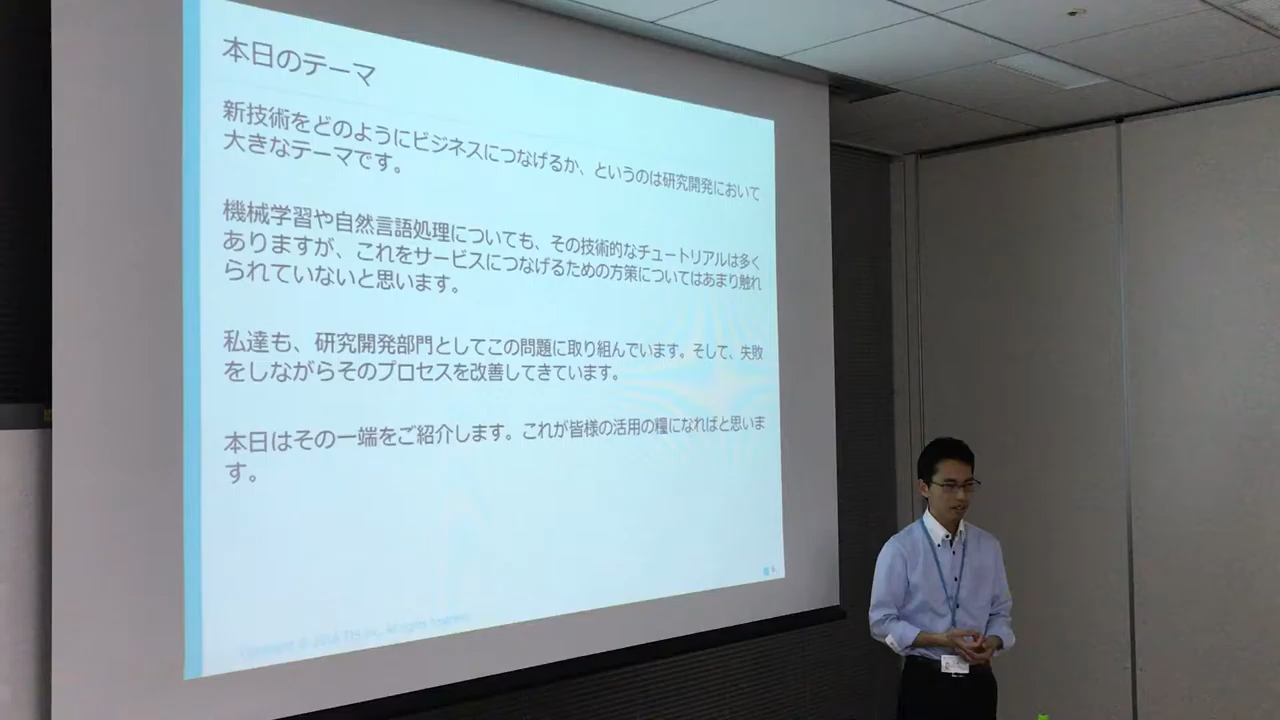 本日のテーマ
新技術をどのようにビジネスにつなげるか、というのは研究開発において
大きなテーマです。
機械学習や自然言語処理についても、その技術的なチュートリアルは多く
ありますが、これをサービスにつなげるための方策についてはあまり触れ
られていないと思います。
私達も、研究開発部門としてこの問題に取り組んでいます。そして、失敗
をしながらそのプロセスを改善してきています。
本日はその一端をご紹介します。これが皆様の活用の糧になればと思いま
す。
Copyright © 2016 TIS Inc. All rights reserved.